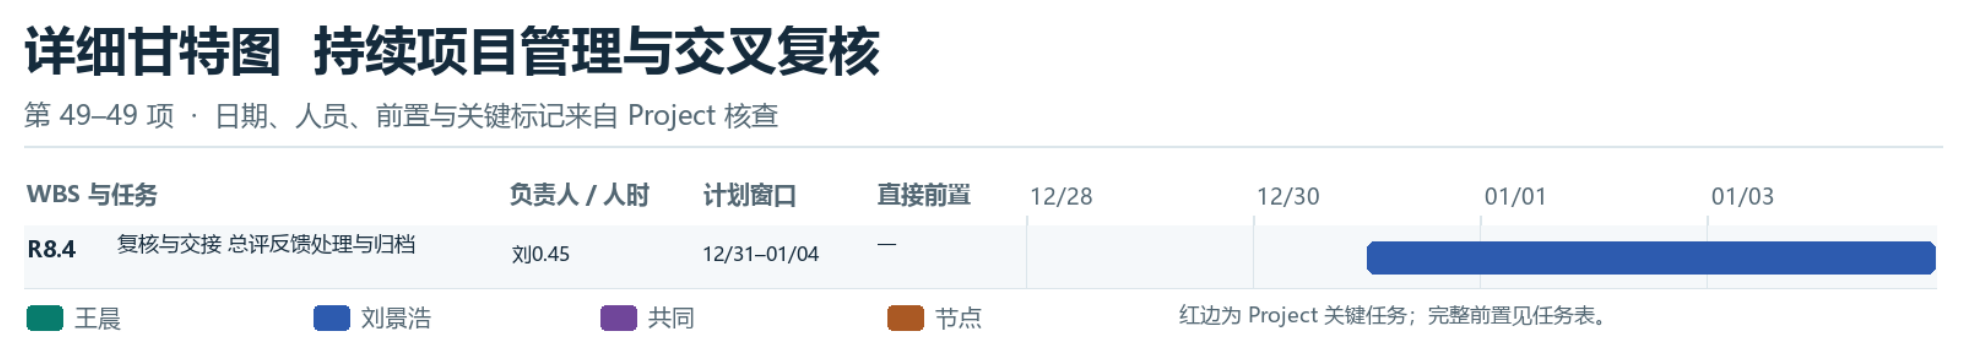 详细甘特图 持续项目管理与交叉复核
第 49–49 项 · 日期、人员、前置与关键标记来自 Project 核查
WBS 与任务 负责人 / 人时 计划窗口 直接前置 12/28 12/30 01/01 01/03
R8.4 复核与交接 总评反馈处理与归档 刘0.45 12/31–01/04 —
王晨 刘景浩 共同 节点 红边为 Project 关键任务；完整前置见任务表。